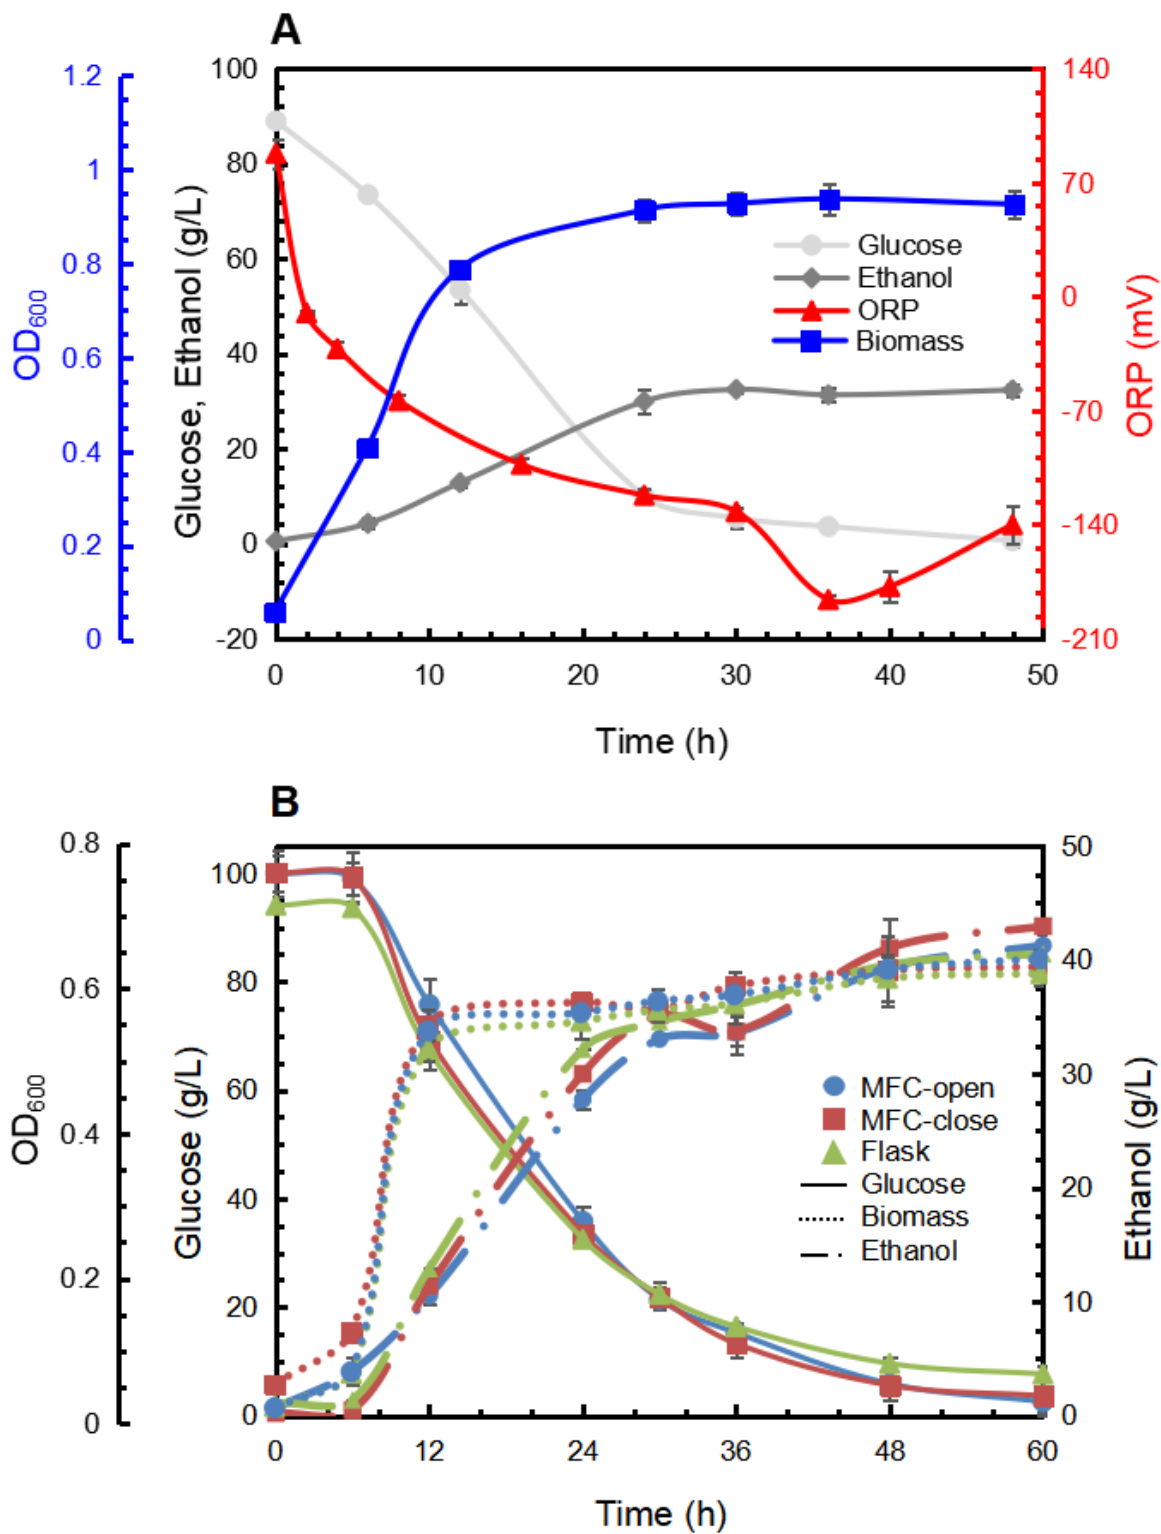 A
1.2
1
0.8
0.6
0.4
0.2
0
OD600
100
80
60
40
20
0
-20
Glucose, Ethanol (g/L)
Glucose
Ethanol
ORP
Biomass
140
70
0
-70
-140
-210
ORP (mV)
0 10 20 30 40 50
Time (h)
B
0.8
0.6
0.4
0.2
0
OD600
100
80
60
40
20
0
Glucose (g/L)
MFC-open
MFC-close
Flask
Glucose
Biomass
Ethanol
50
40
30
20
10
0
Ethanol (g/L)
0 12 24 36 48 60
Time (h)